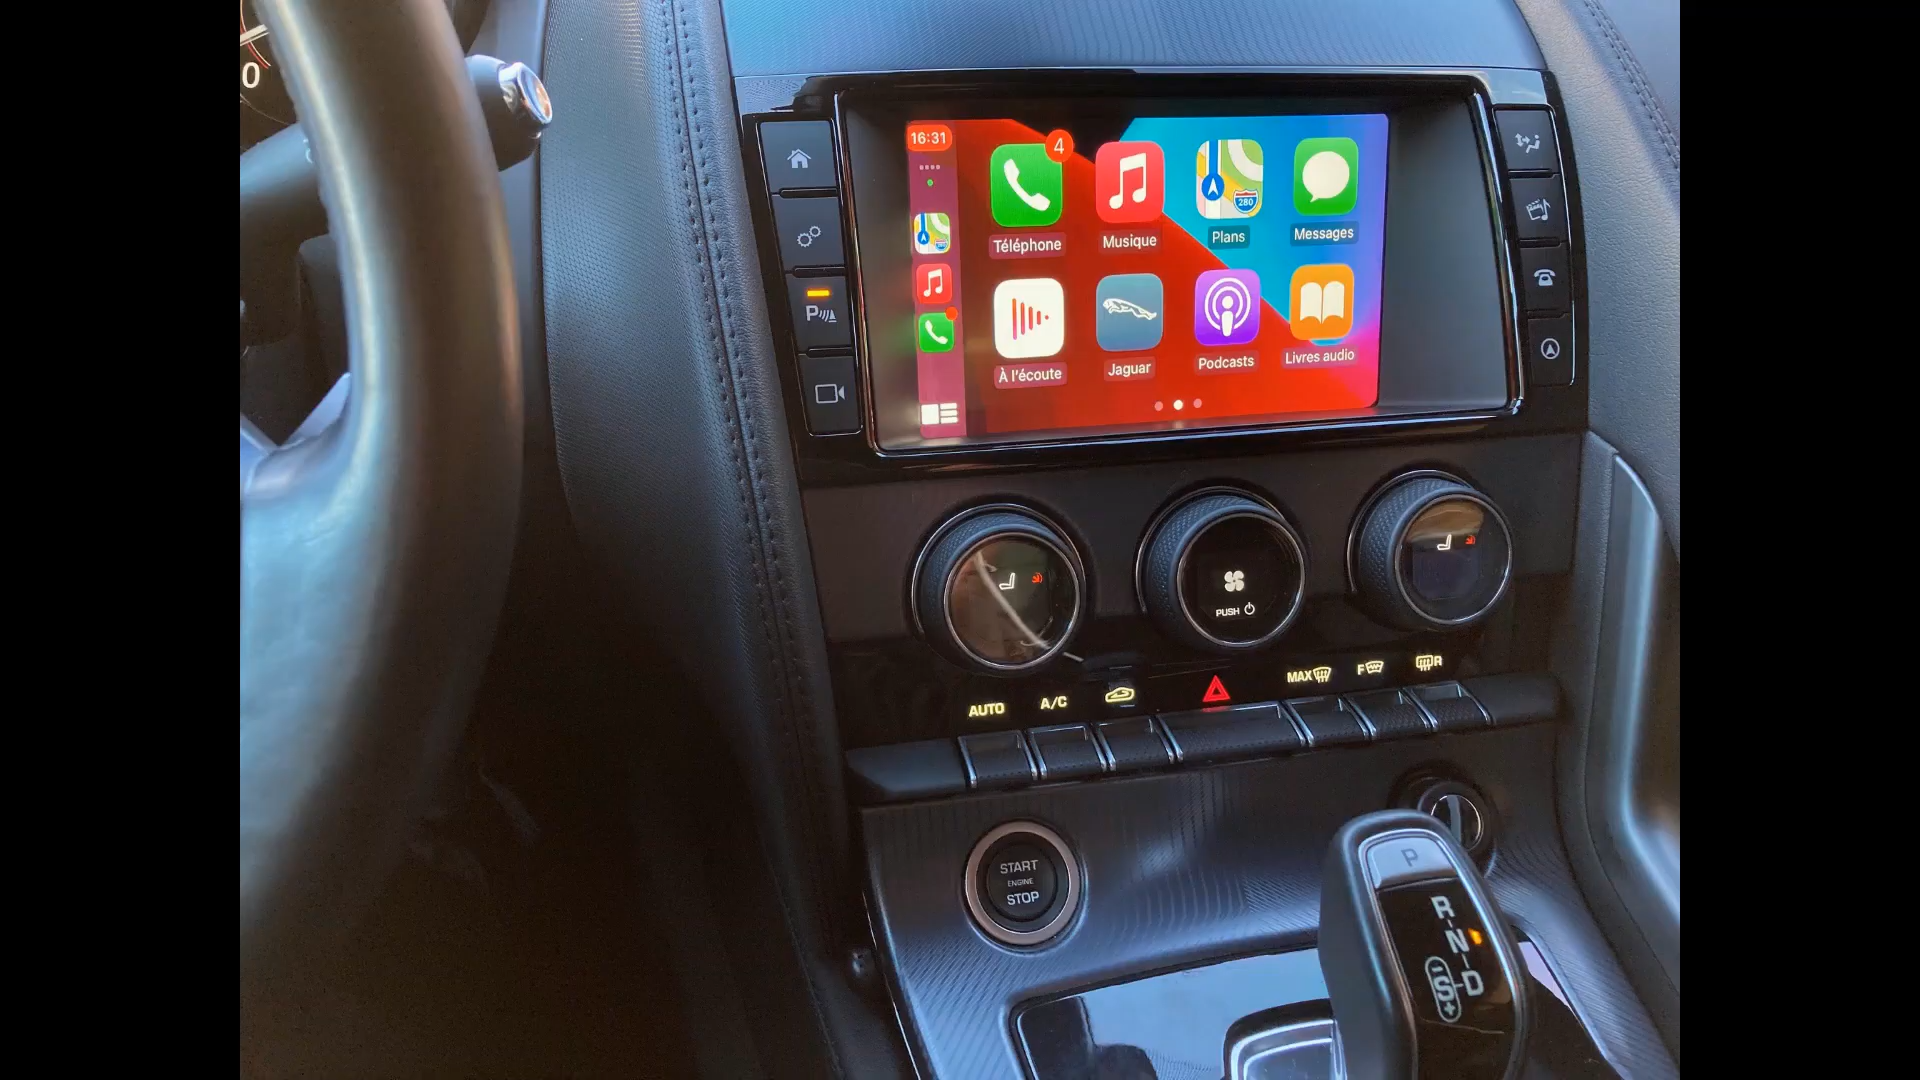 0
16:31
4
280
Téléphone
Musique
Plans
Messages
À l'écoute
Jaguar
Podcasts
Livres audio
P
PUSH
AUTO
A/C
MAX
F
R
START
ENGINE
STOP
P
R
N
D
- S +